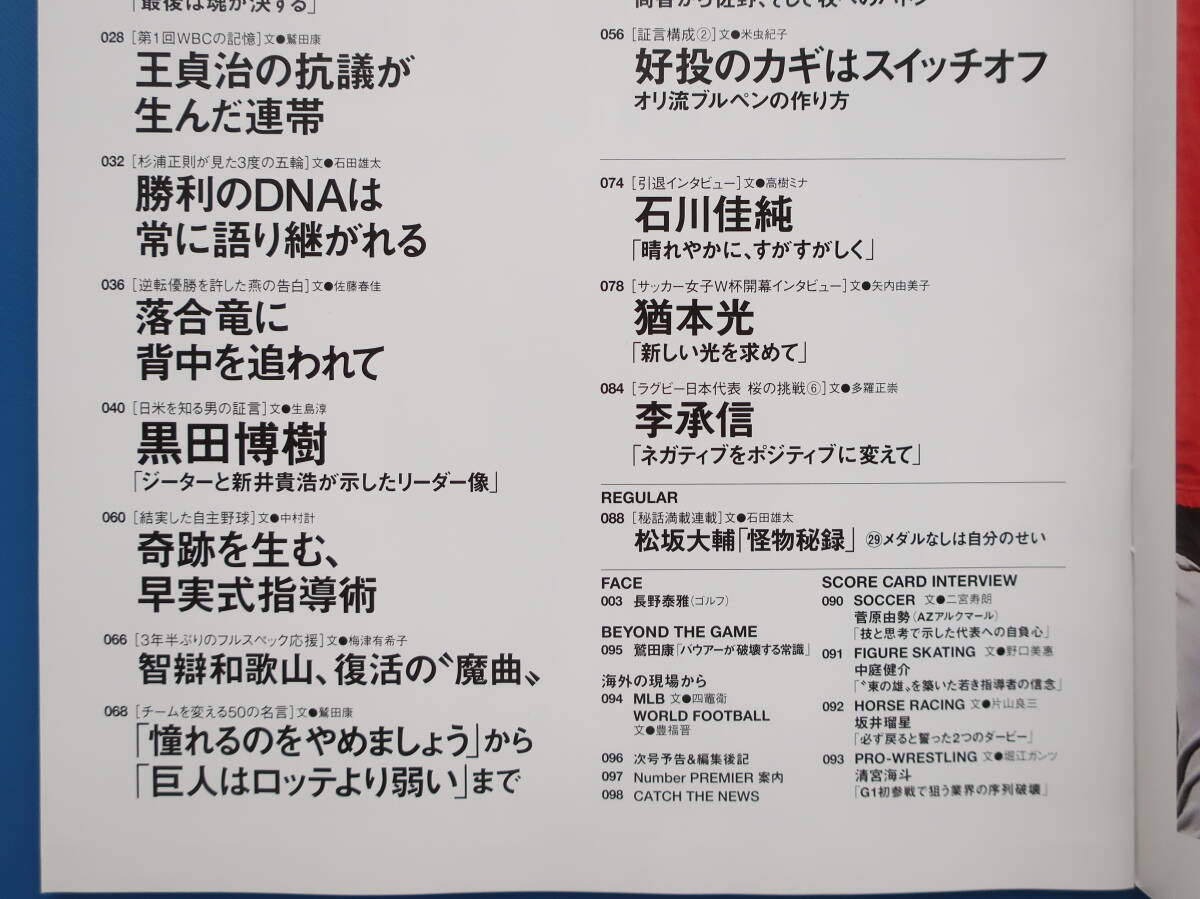 「最後は魂が決する」
028 [第1回WBCの記憶] 文●鷲田康
王貞治の抗議が
生んだ連帯
032 [杉浦正則が見た3度の五輪] 文●石田雄太
勝利のDNAは
常に語り継がれる
036 [逆転優勝を許した燕の告白] 文●佐藤春佳
落合竜に
背中を追われて
040 [日米を知る男の証言] 文●生島淳
黒田博樹
「ジーターと新井貴浩が示したリーダー像」
060 [結実した自主野球] 文●中村計
奇跡を生む、
早実式指導術
066 [3年半ぶりのフルスペック応援] 文●梅津有希子
智辯和歌山、復活の〝魔曲〟
068 [チームを変える50の名言] 文●鷲田康
「憧れるのをやめましょう」から
「巨人はロッテより弱い」まで
056 [証言構成②] 文●米虫紀子
好投のカギはスイッチオフ
オリ流ブルペンの作り方
074 [引退インタビュー] 文●高樹ミナ
石川佳純
「晴れやかに、すがすがしく」
078 [サッカー女子W杯開幕インタビュー] 文●矢内由美子
猶本光
「新しい光を求めて」
084 [ラグビー日本代表 桜の挑戦⑥] 文●多羅正崇
李承信
「ネガティブをポジティブに変えて」
REGULAR
088 [秘話満載連載] 文●石田雄太
松坂大輔「怪物秘録」 ㉙メダルなしは自分のせい
FACE
003 長野泰雅(ゴルフ)
BEYOND THE GAME
095 鷲田康「バウアーが破壊する常識」
海外の現場から
094 MLB 文●四竈衛
WORLD FOOTBALL
文●豊福晋
096 次号予告&編集後記
097 Number PREMIER 案内
098 CATCH THE NEWS
SCORE CARD INTERVIEW
090 SOCCER 文●二宮寿朗
菅原由勢(AZアルクマール)
「技と思考で示した代表への自負心」
091 FIGURE SKATING 文●野口美惠
中庭健介
「〝東の雄〟を築いた若き指導者の信念」
092 HORSE RACING 文●片山良三
坂井瑠星
「必ず戻ると誓った2つのダービー」
093 PRO-WRESTLING 文●堀江ガンツ
清宮海斗
「G1初参戦で狙う業界の序列破壊」